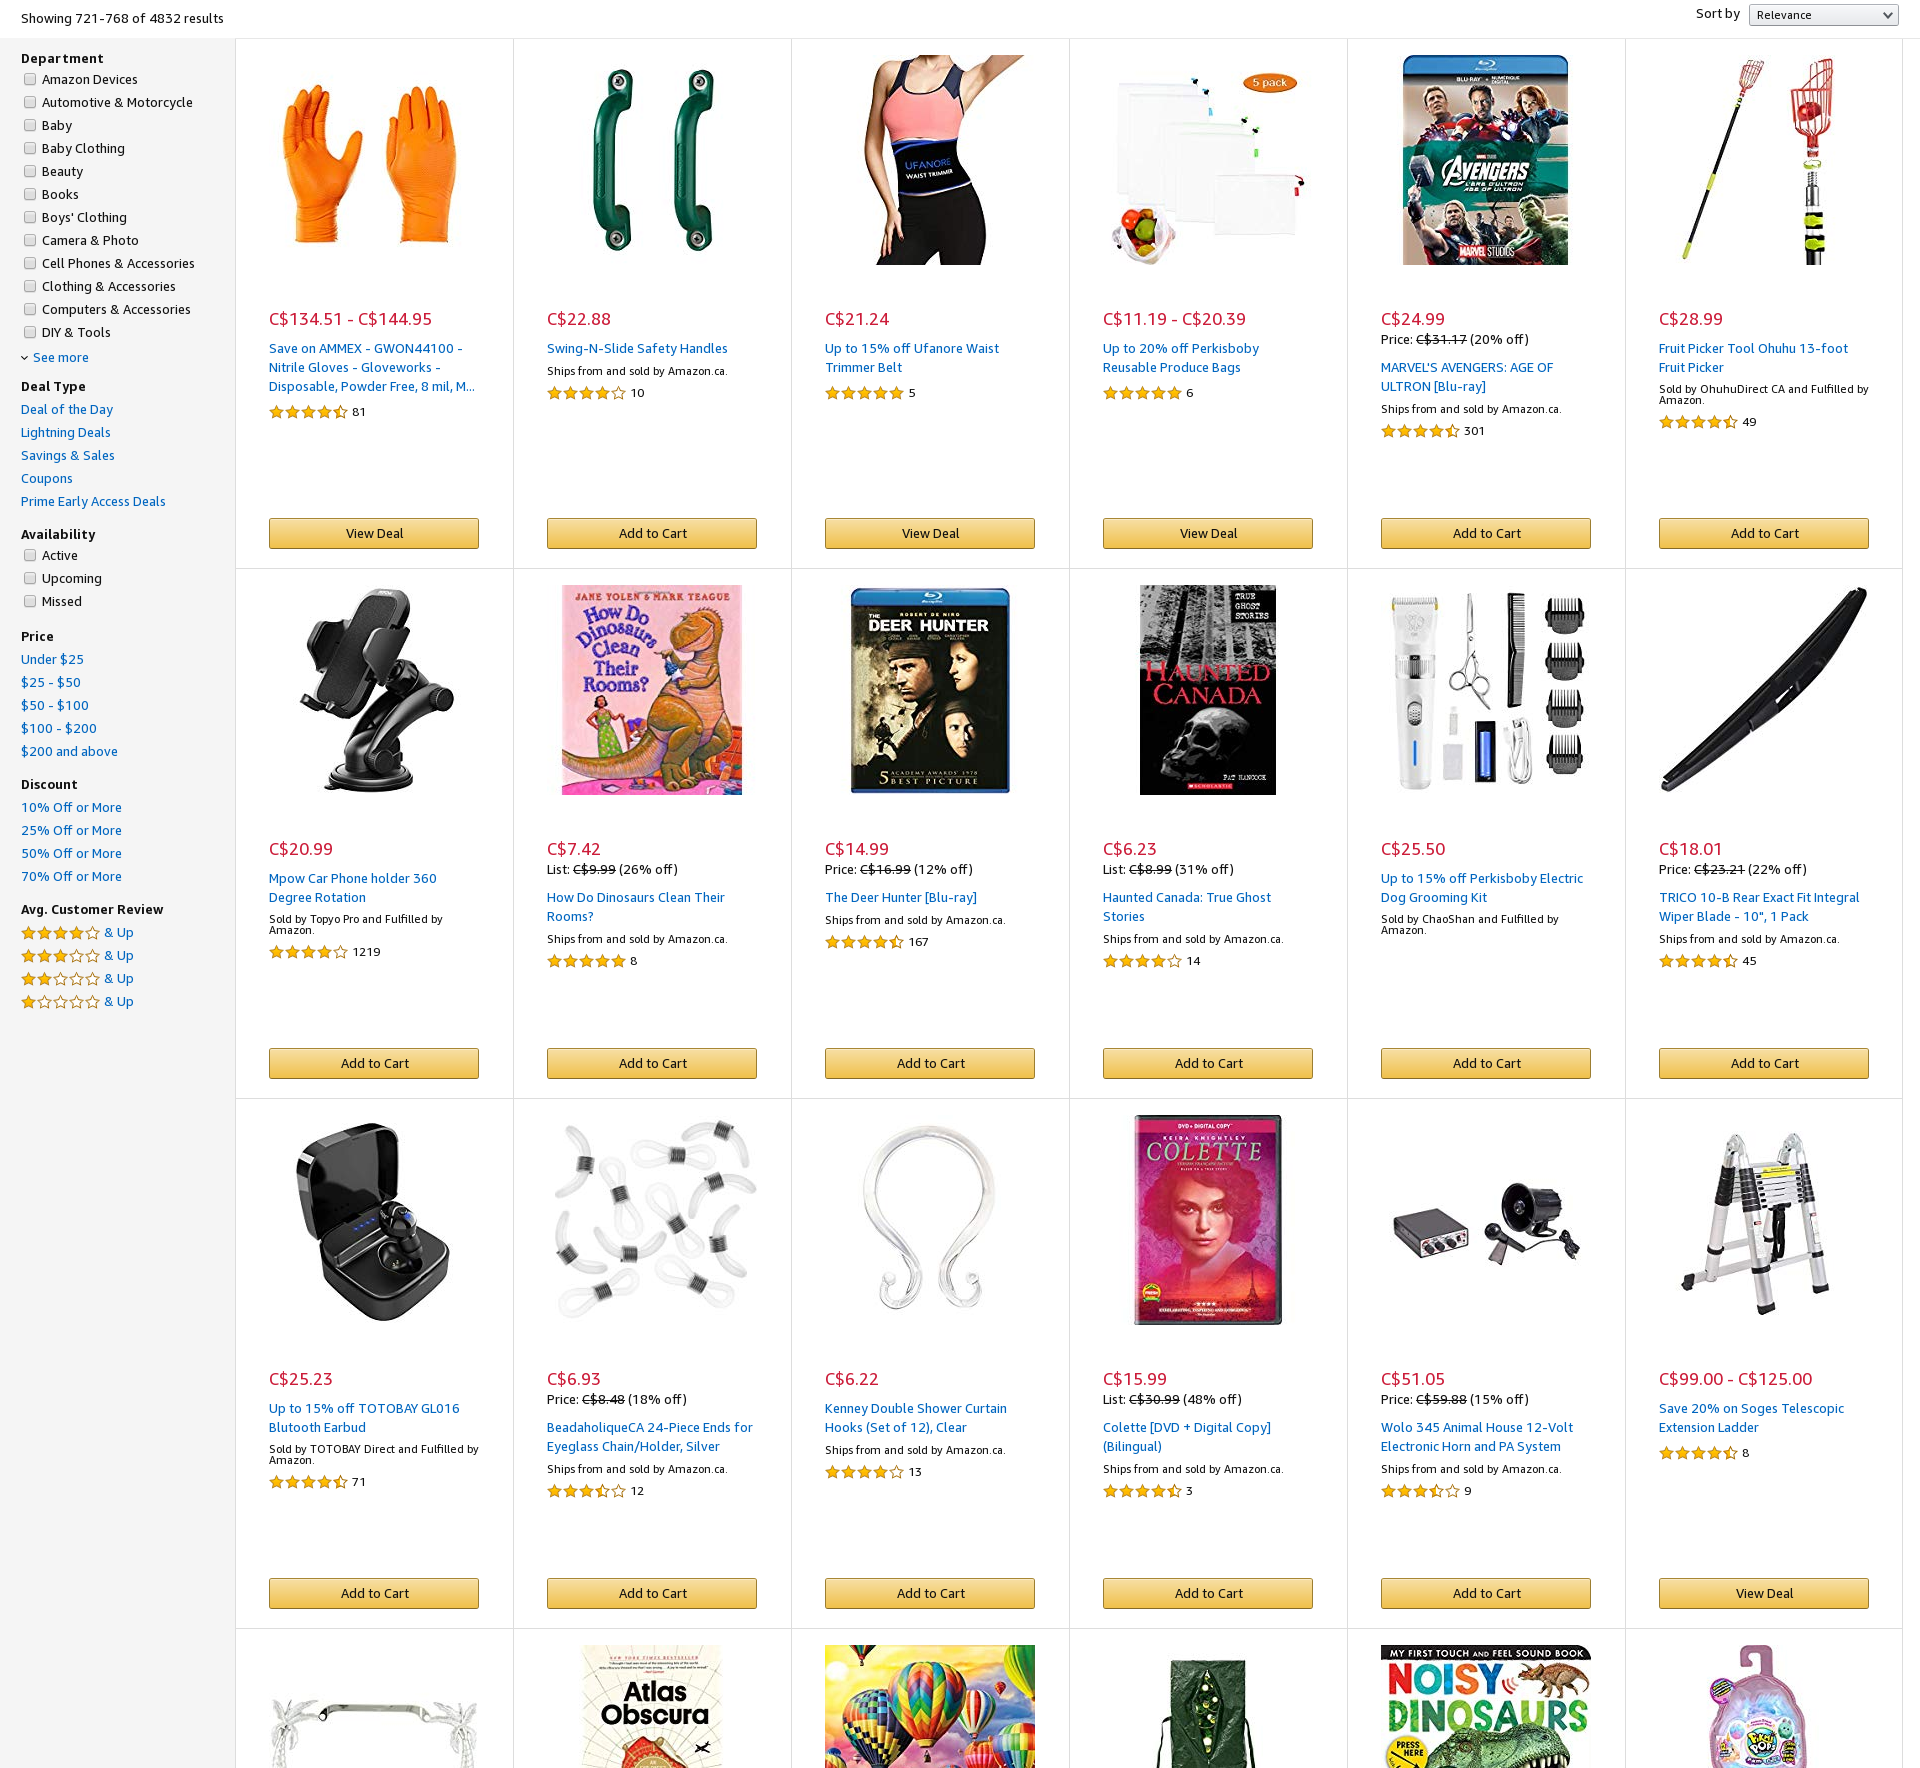 Showing 721-768 of 4832 results
Sort by
Relevance
Department
Amazon Devices
Automotive & Motorcycle
Baby
Baby Clothing
Beauty
Books
Boys' Clothing
Camera & Photo
Cell Phones & Accessories
Clothing & Accessories
Computers & Accessories
DIY & Tools
See more
Deal Type
Deal of the Day
Lightning Deals
Savings & Sales
Coupons
Prime Early Access Deals
Availability
Active
Upcoming
Missed
Price
Under $25
$25 - $50
$50 - $100
$100 - $200
$200 and above
Discount
10% Off or More
25% Off or More
50% Off or More
70% Off or More
Avg. Customer Review
& Up
& Up
& Up
& Up
C$134.51 - C$144.95
Save on AMMEX - GWON44100 -
Nitrile Gloves - Gloveworks -
Disposable, Powder Free, 8 mil, M...
81
View Deal
C$22.88
Swing-N-Slide Safety Handles
Ships from and sold by Amazon.ca.
10
Add to Cart
UFANORE
WAIST TRIMMER
C$21.24
Up to 15% off Ufanore Waist
Trimmer Belt
5
View Deal
5 pack
C$11.19 - C$20.39
Up to 20% off Perkisboby
Reusable Produce Bags
6
View Deal
BLU-RAY + NUMÉRIQUE DIGITAL
AVENGERS
L'ÈRE D'ULTRON
AGE OF ULTRON
MARVEL STUDIOS
C$24.99
Price: C$31.17 (20% off)
MARVEL'S AVENGERS: AGE OF
ULTRON [Blu-ray]
Ships from and sold by Amazon.ca.
301
Add to Cart
C$28.99
Fruit Picker Tool Ohuhu 13-foot
Fruit Picker
Sold by OhuhuDirect CA and Fulfilled by
Amazon.
49
Add to Cart
C$20.99
Mpow Car Phone holder 360
Degree Rotation
Sold by Topyo Pro and Fulfilled by
Amazon.
1219
Add to Cart
JANE YOLEN & MARK TEAGUE
How Do
Dinosaurs
Clean
Their
Rooms?
C$7.42
List: C$9.99 (26% off)
How Do Dinosaurs Clean Their
Rooms?
Ships from and sold by Amazon.ca.
8
Add to Cart
Blu-ray
ROBERT DE NIRO
THE
DEER HUNTER
5 ACADEMY AWARDS 1978
BEST PICTURE
C$14.99
Price: C$16.99 (12% off)
The Deer Hunter [Blu-ray]
Ships from and sold by Amazon.ca.
167
Add to Cart
TRUE
GHOST
STORIES
HAUNTED
CANADA
PAT HANCOCK
SCHOLASTIC
C$6.23
List: C$8.99 (31% off)
Haunted Canada: True Ghost
Stories
Ships from and sold by Amazon.ca.
14
Add to Cart
C$25.50
Up to 15% off Perkisboby Electric
Dog Grooming Kit
Sold by ChaoShan and Fulfilled by
Amazon.
Add to Cart
C$18.01
Price: C$23.21 (22% off)
TRICO 10-B Rear Exact Fit Integral
Wiper Blade - 10", 1 Pack
Ships from and sold by Amazon.ca.
45
Add to Cart
C$25.23
Up to 15% off TOTOBAY GL016
Blutooth Earbud
Sold by TOTOBAY Direct and Fulfilled by
Amazon.
71
Add to Cart
C$6.93
Price: C$8.48 (18% off)
BeadaholiqueCA 24-Piece Ends for
Eyeglass Chain/Holder, Silver
Ships from and sold by Amazon.ca.
12
Add to Cart
C$6.22
Kenney Double Shower Curtain
Hooks (Set of 12), Clear
Ships from and sold by Amazon.ca.
13
Add to Cart
DVD + DIGITAL COPY
KEIRA KNIGHTLEY
COLETTE
C$15.99
List: C$30.99 (48% off)
Colette [DVD + Digital Copy]
(Bilingual)
Ships from and sold by Amazon.ca.
3
Add to Cart
C$51.05
Price: C$59.88 (15% off)
Wolo 345 Animal House 12-Volt
Electronic Horn and PA System
Ships from and sold by Amazon.ca.
9
Add to Cart
C$99.00 - C$125.00
Save 20% on Soges Telescopic
Extension Ladder
8
View Deal
NEW YORK TIMES BESTSELLER
Atlas
Obscura
MY FIRST TOUCH AND FEEL SOUND BOOK
NOISY
DINOSAURS
PRESS
HERE
PIKMI
POPS